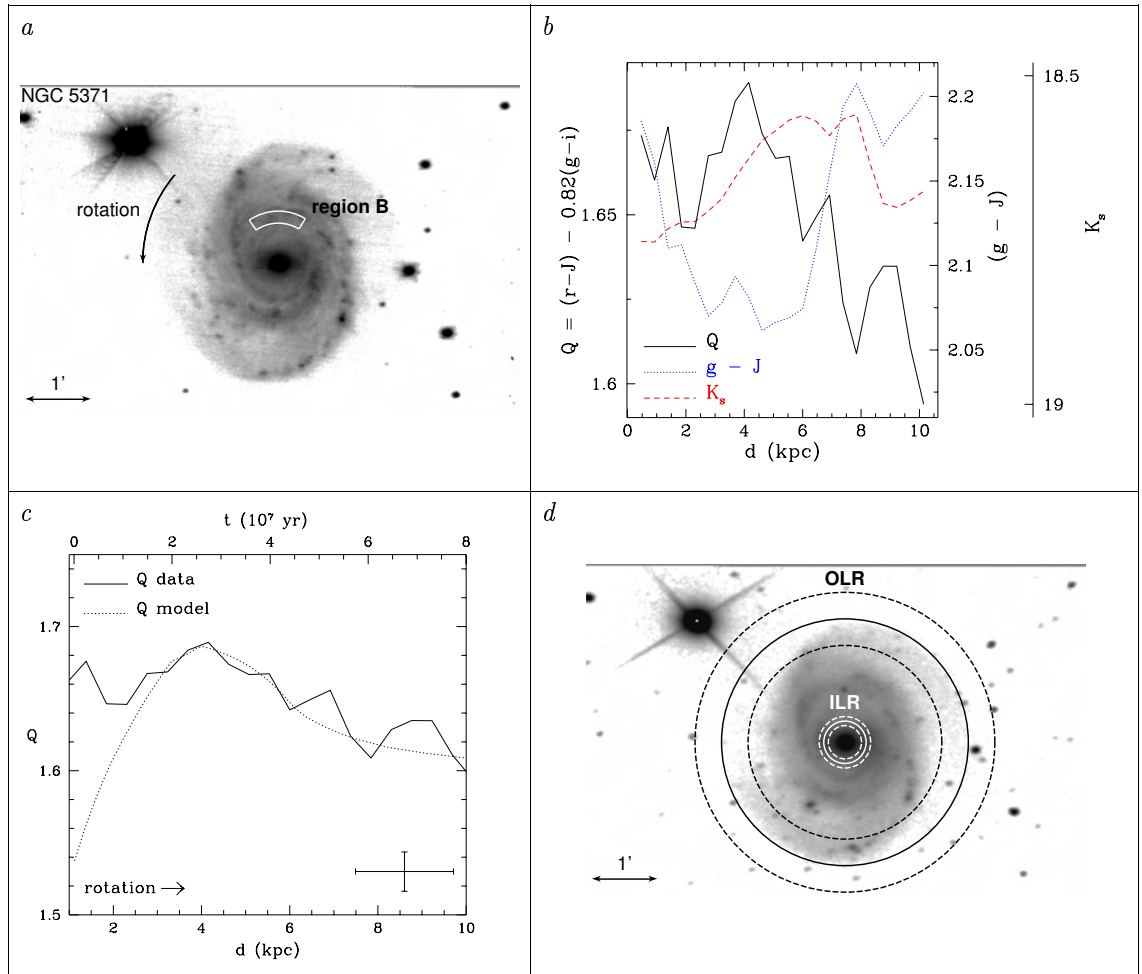 a
NGC 5371
rotation
region B
1'
b
Q = (r−J) − 0.82(g−i)
1.65
1.6
Q
g − J
Kₛ
0 2 4 6 8 10
d (kpc)
2.2
2.15
2.1
2.05
(g − J)
18.5
19
Kₛ
c
t (10⁷ yr)
0 2 4 6 8
Q data
Q model
1.7
1.6
1.5
Q
rotation →
2 4 6 8 10
d (kpc)
d
OLR
ILR
1'